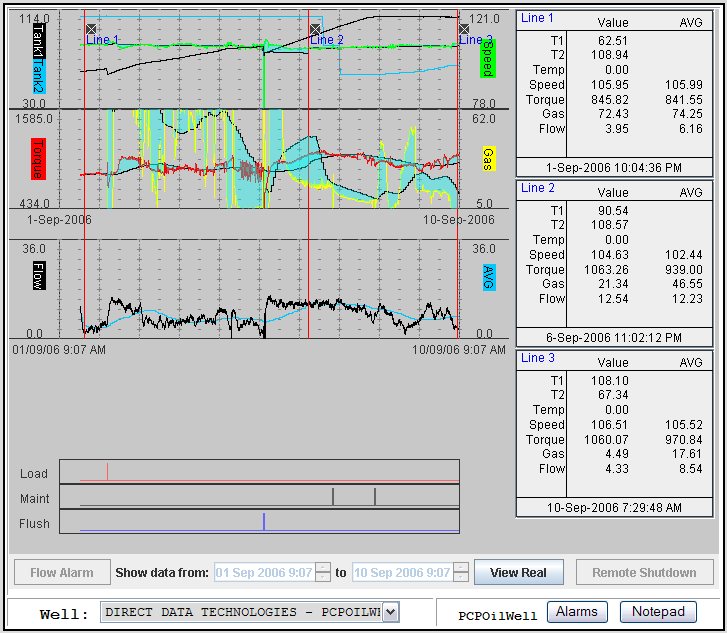 114.0
121.0
Line 1
Line 2
Line 3
Tank1
Tank2
Speed
30.0
78.0
1685.0
62.0
Torque
Gas
434.0
5.0
1-Sep-2006
10-Sep-2006
36.0
36.0
Flow
AVG
0.0
0.0
01/09/06 9:07 AM
10/09/06 9:07 AM
Load
Maint
Flush
Line 1
Value AVG
T1 62.51
T2 108.94
Temp 0.00
Speed 105.95 105.99
Torque 845.82 841.55
Gas 72.43 74.25
Flow 3.95 6.16
1-Sep-2006 10:04:36 PM
Line 2
Value AVG
T1 90.54
T2 108.57
Temp 0.00
Speed 104.63 102.44
Torque 1063.26 939.00
Gas 21.34 46.55
Flow 12.54 12.23
6-Sep-2006 11:02:12 PM
Line 3
Value AVG
T1 108.10
T2 67.34
Temp 0.00
Speed 106.51 105.52
Torque 1060.07 970.84
Gas 4.49 17.61
Flow 4.33 8.54
10-Sep-2006 7:29:48 AM
Flow Alarm Show data from: 01 Sep 2006 9:07 to 10 Sep 2006 9:07 View Real Remote Shutdown
Well: DIRECT DATA TECHNOLOGIES - PCPOILWE PCPOilWell Alarms Notepad